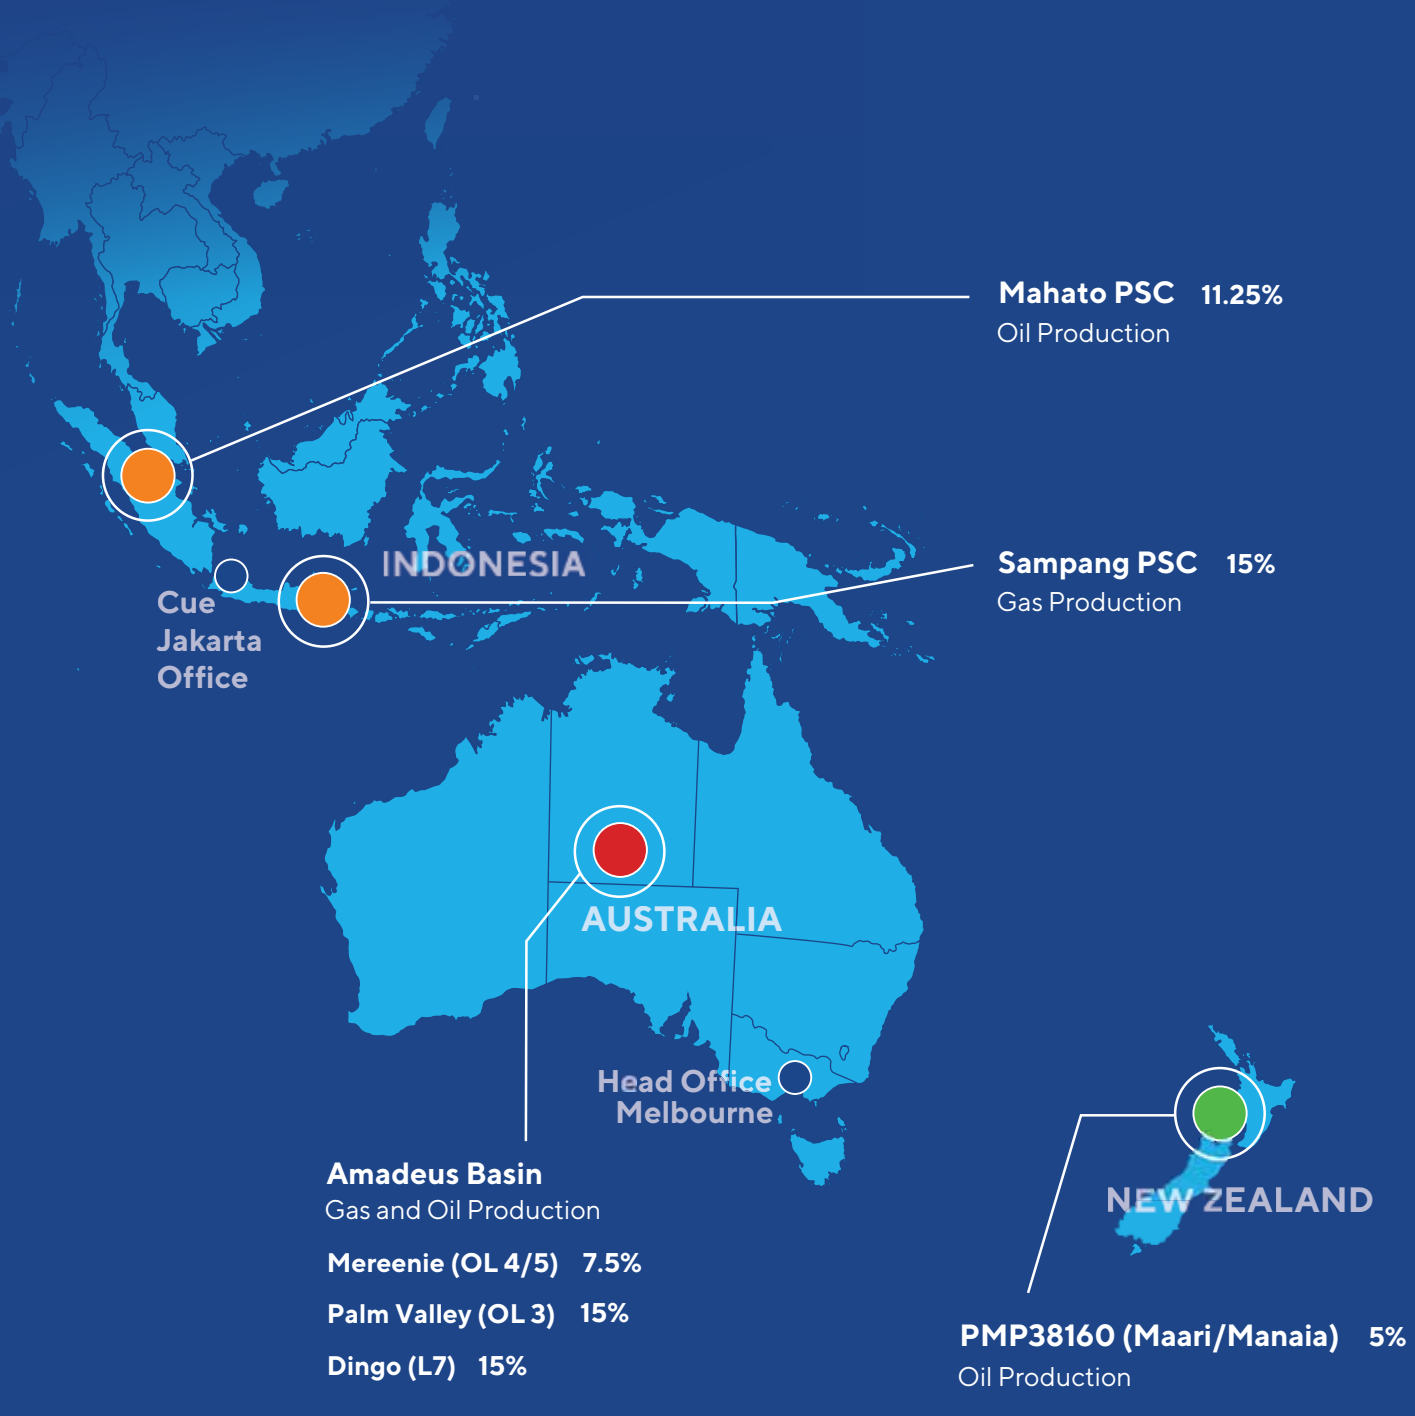 Mahato PSC 11.25%
Oil Production
INDONESIA
Sampang PSC 15%
Gas Production
Cue
Jakarta
Office
AUSTRALIA
Head Office
Melbourne
Amadeus Basin
Gas and Oil Production
Mereenie (OL 4/5) 7.5%
Palm Valley (OL 3) 15%
Dingo (L7) 15%
NEW ZEALAND
PMP38160 (Maari/Manaia) 5%
Oil Production